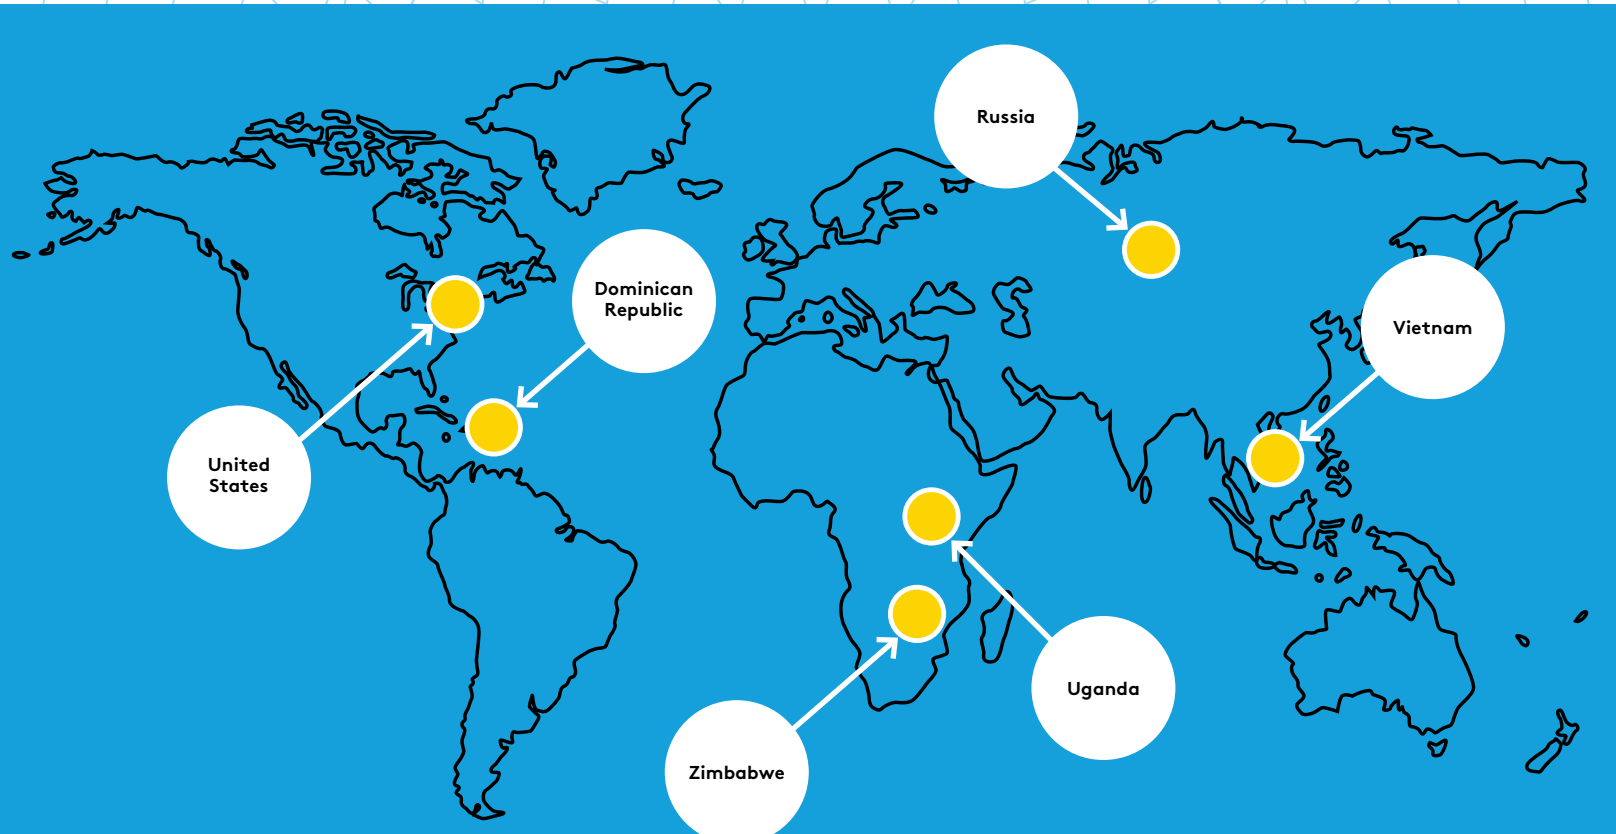 Russia
Dominican
Republic
Vietnam
United
States
Uganda
Zimbabwe